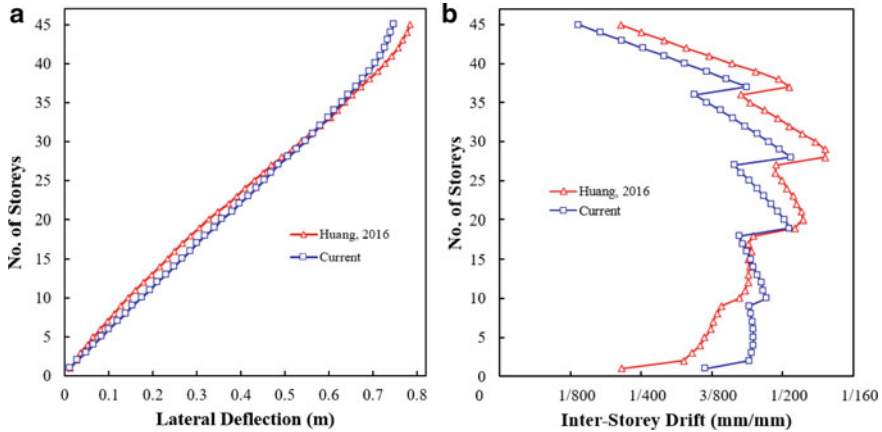 a
No. of Storeys
45
40
35
30
25
20
15
10
5
0
Huang, 2016
Current
0 0.1 0.2 0.3 0.4 0.5 0.6 0.7 0.8
Lateral Deflection (m)
b
No. of Storeys
45
40
35
30
25
20
15
10
5
0
Huang, 2016
Current
1/800 1/400 3/800 1/200 1/160
Inter-Storey Drift (mm/mm)